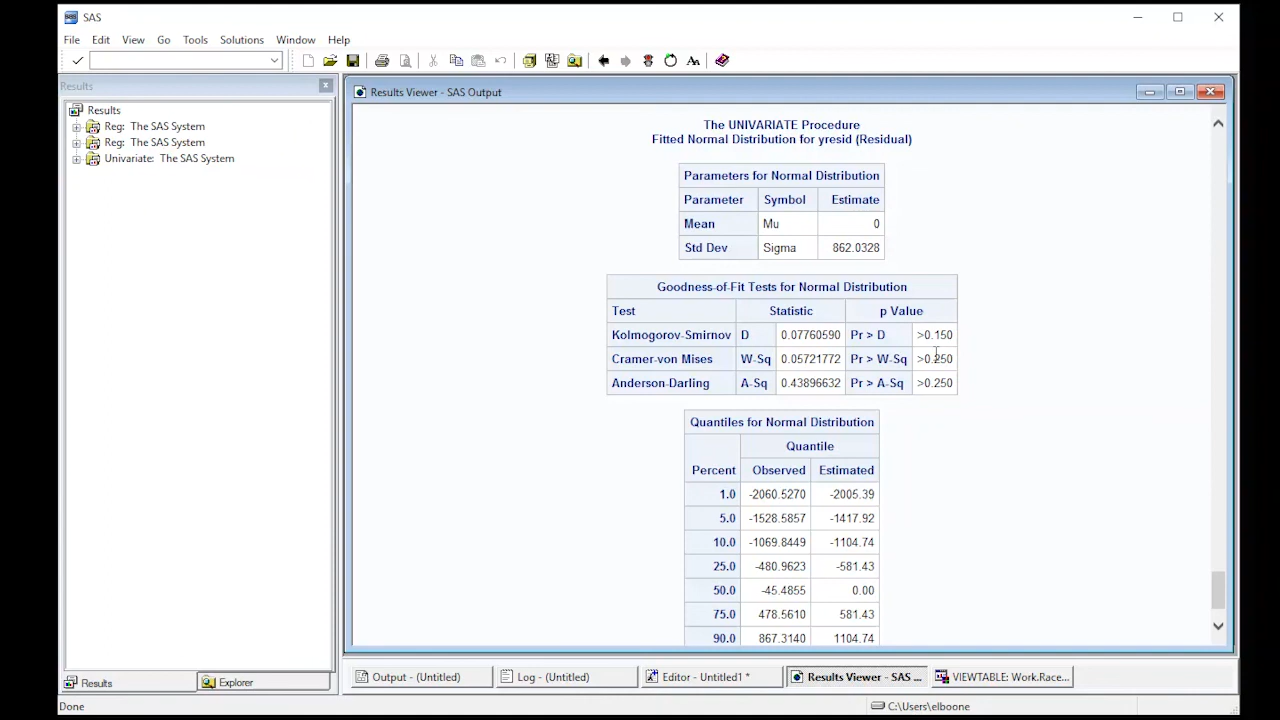 SAS
File Edit View Go Tools Solutions Window Help
Results
Results
Reg: The SAS System
Reg: The SAS System
Univariate: The SAS System
Results Viewer - SAS Output
The UNIVARIATE Procedure
Fitted Normal Distribution for yresid (Residual)
Parameters for Normal Distribution
Parameter Symbol Estimate
Mean Mu 0
Std Dev Sigma 862.0328
Goodness-of-Fit Tests for Normal Distribution
Test Statistic p Value
Kolmogorov-Smirnov D 0.07760590 Pr > D >0.150
Cramer-von Mises W-Sq 0.05721772 Pr > W-Sq >0.250
Anderson-Darling A-Sq 0.43896632 Pr > A-Sq >0.250
Quantiles for Normal Distribution
Quantile
Percent Observed Estimated
1.0 -2060.5270 -2005.39
5.0 -1528.5857 -1417.92
10.0 -1069.8449 -1104.74
25.0 -480.9623 -581.43
50.0 -45.4855 0.00
75.0 478.5610 581.43
90.0 867.3140 1104.74
Results Explorer
Output - (Untitled) Log - (Untitled) Editor - Untitled1 * Results Viewer - SAS ... VIEWTABLE: Work.Race...
Done C:\Users\elboone